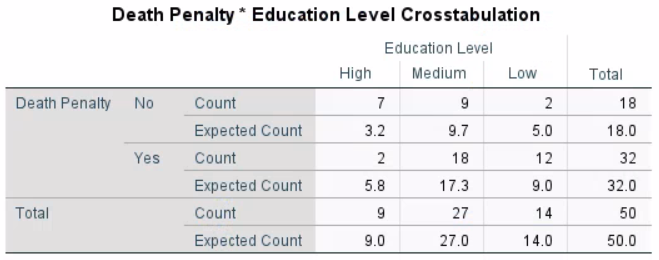 Death Penalty * Education Level Crosstabulation
Education Level
High Medium Low Total
Death Penalty No Count 7 9 2 18
Expected Count 3.2 9.7 5.0 18.0
Yes Count 2 18 12 32
Expected Count 5.8 17.3 9.0 32.0
Total Count 9 27 14 50
Expected Count 9.0 27.0 14.0 50.0